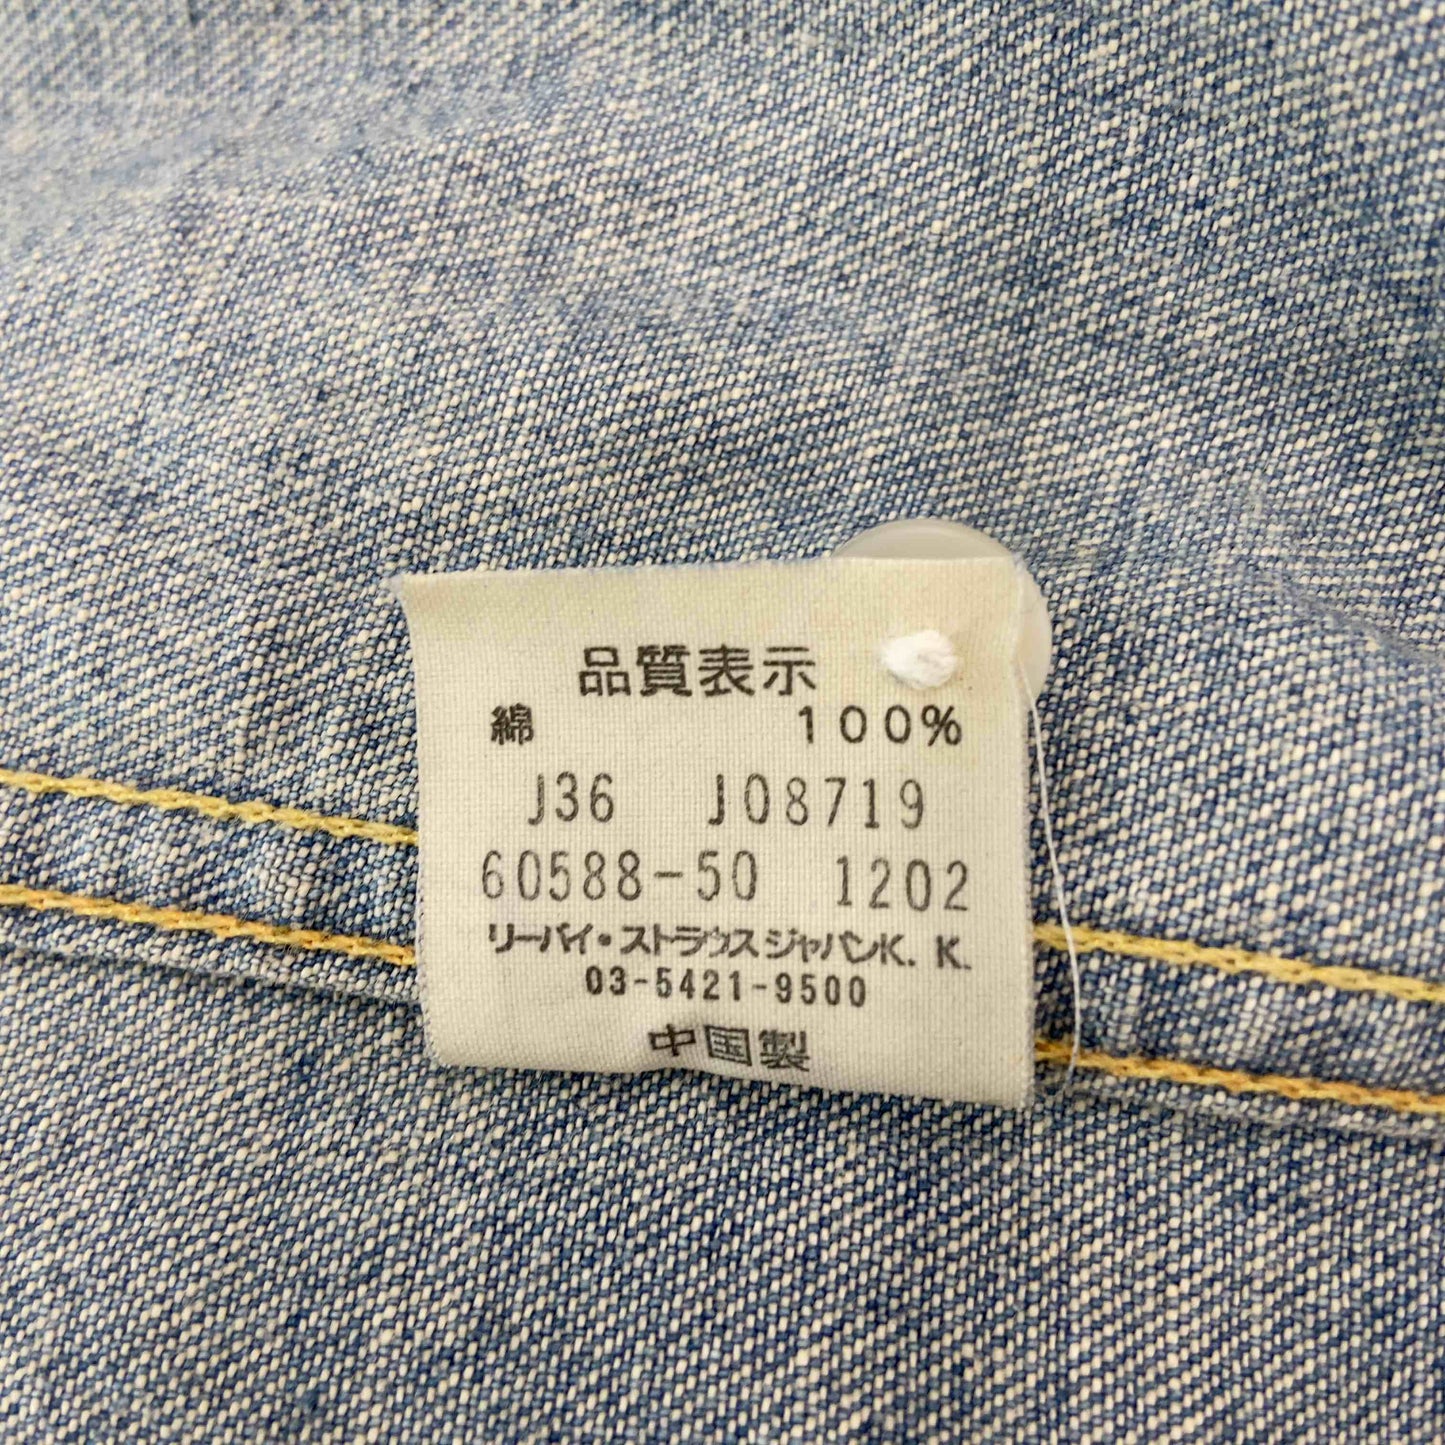 品質表示
綿 100%
J36 J08719
60588-50 1202
リーバイ・ストラウスジャパンK. K.
03-5421-9500
中国製